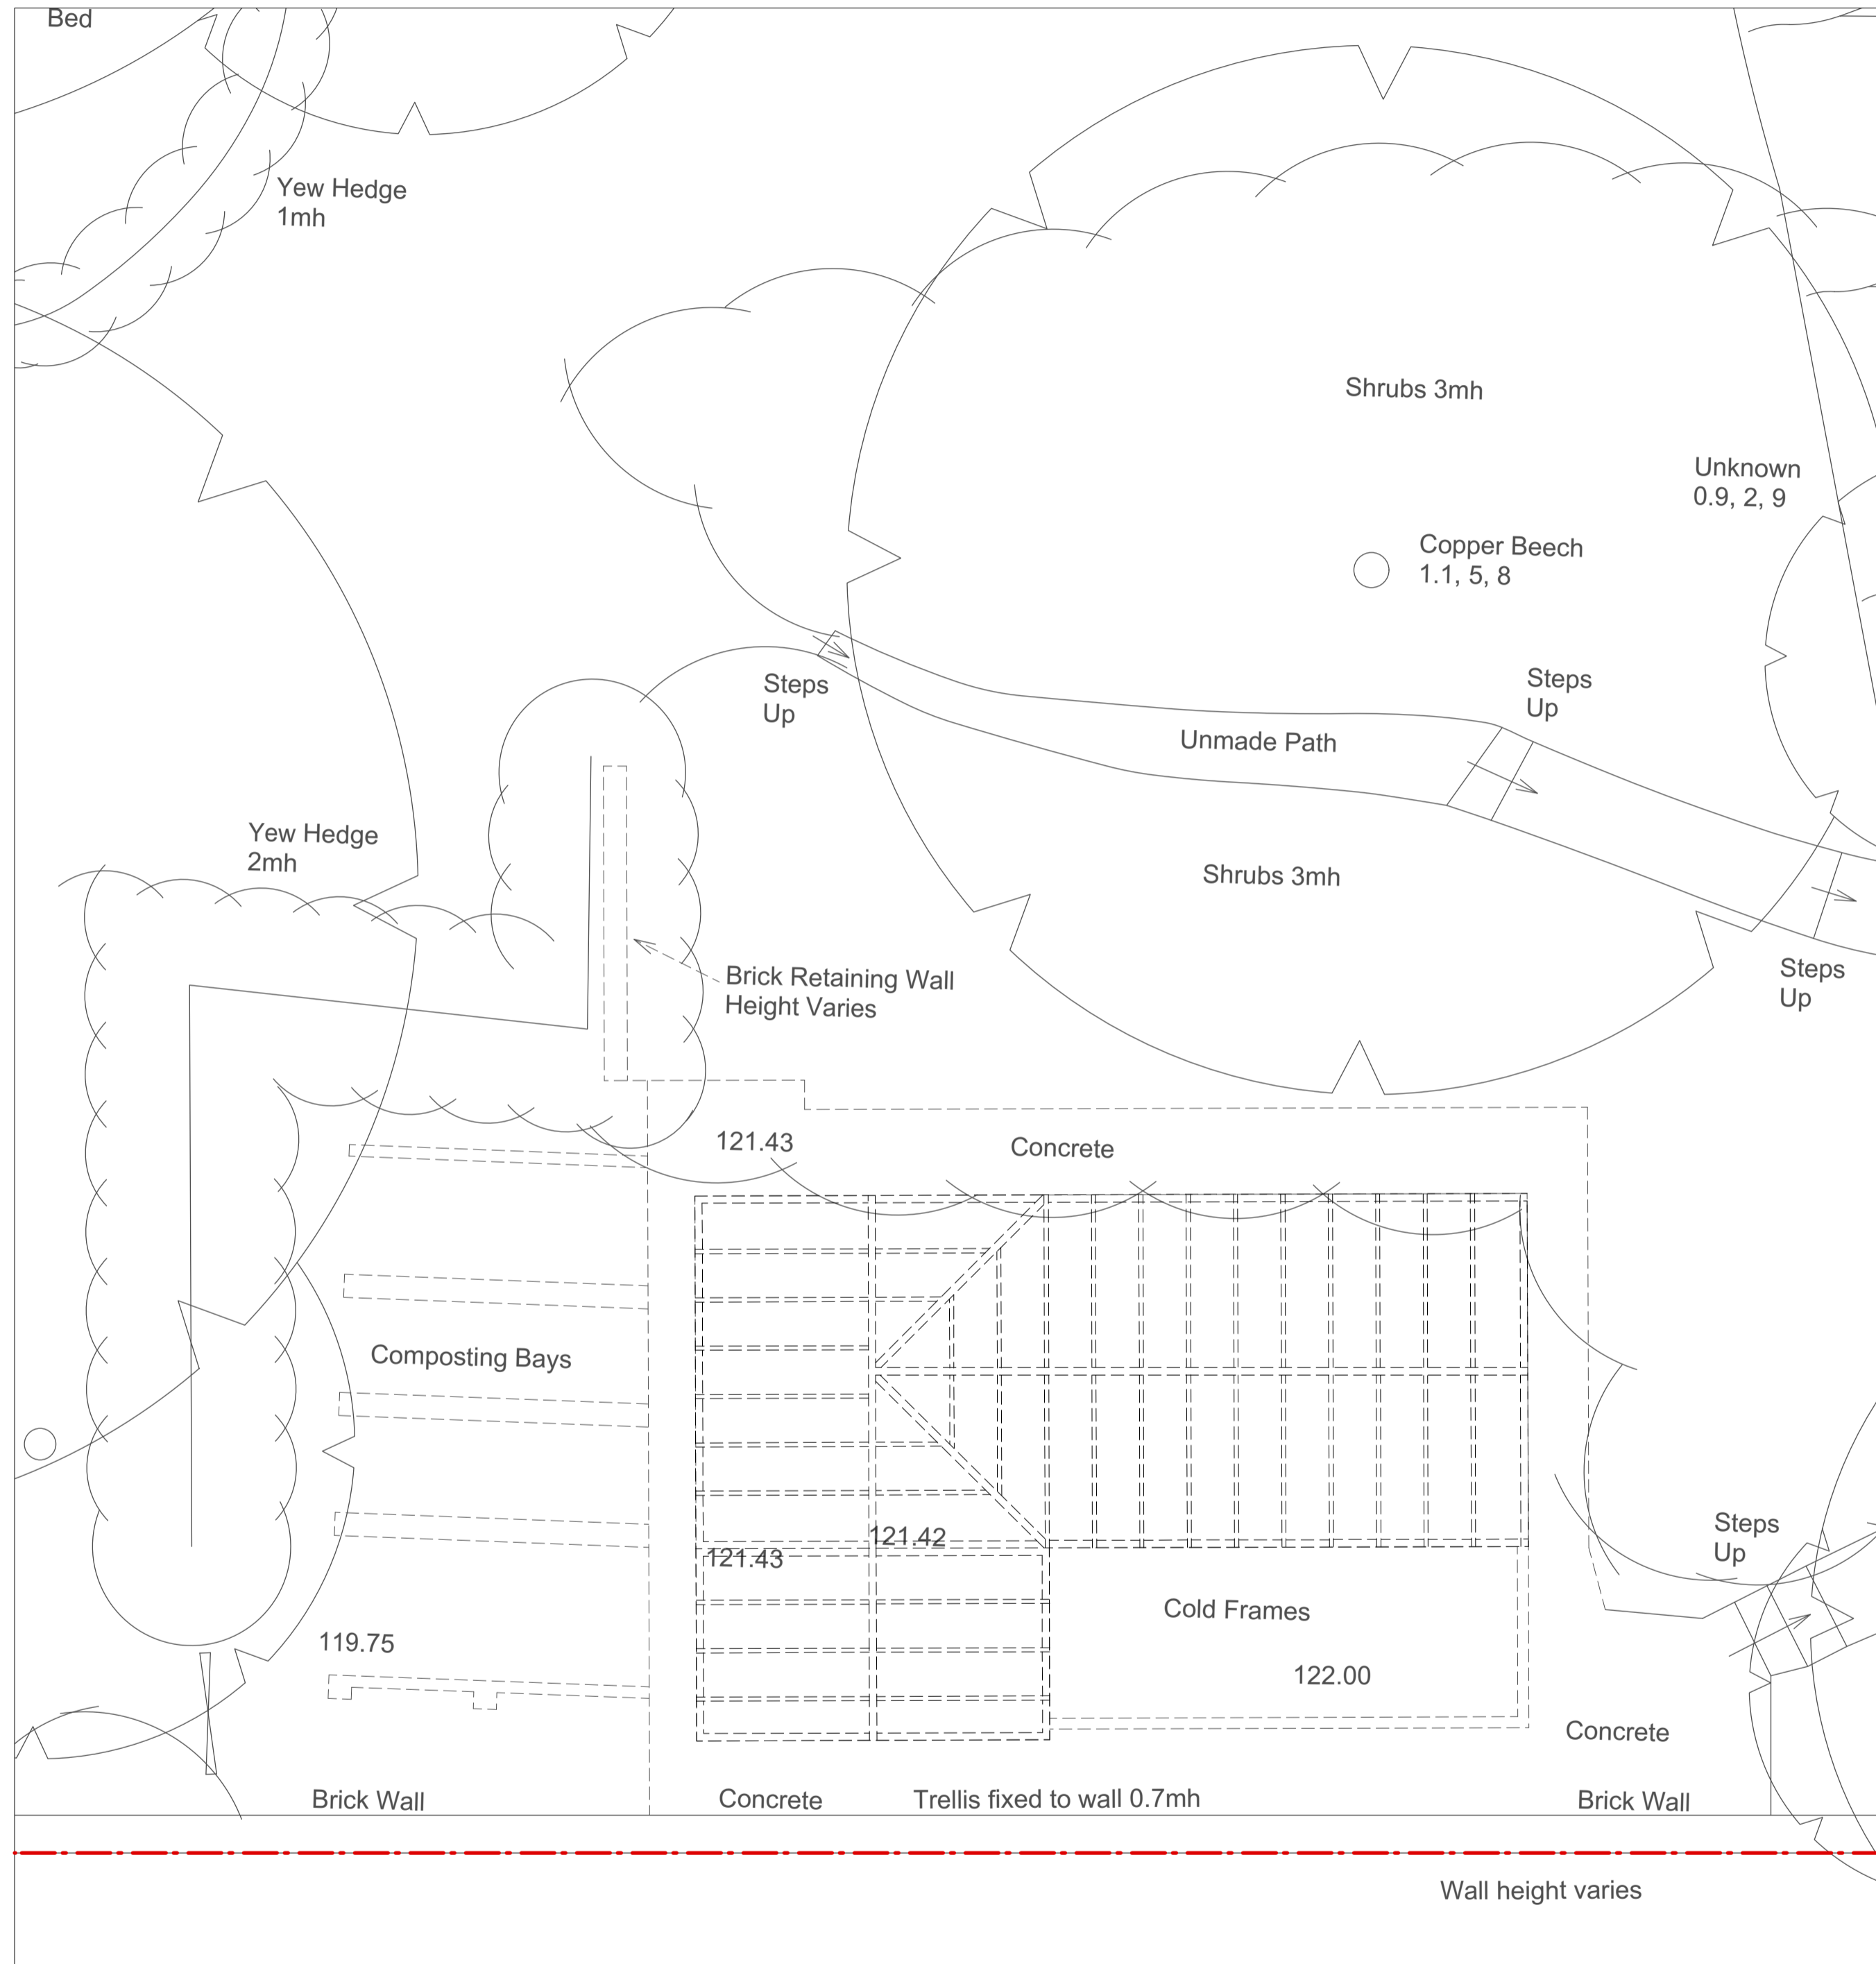 Bed
Yew Hedge
1mh
Shrubs 3mh
Unknown
0.9, 2, 9
Copper Beech
1.1, 5, 8
Steps
Up
Steps
Up
Unmade Path
Yew Hedge
2mh
Shrubs 3mh
Brick Retaining Wall
Height Varies
Steps
Up
121.43
Concrete
Composting Bays
121.42
121.43
Steps
Up
Cold Frames
119.75
122.00
Concrete
Brick Wall
Concrete
Trellis fixed to wall 0.7mh
Brick Wall
Wall height varies